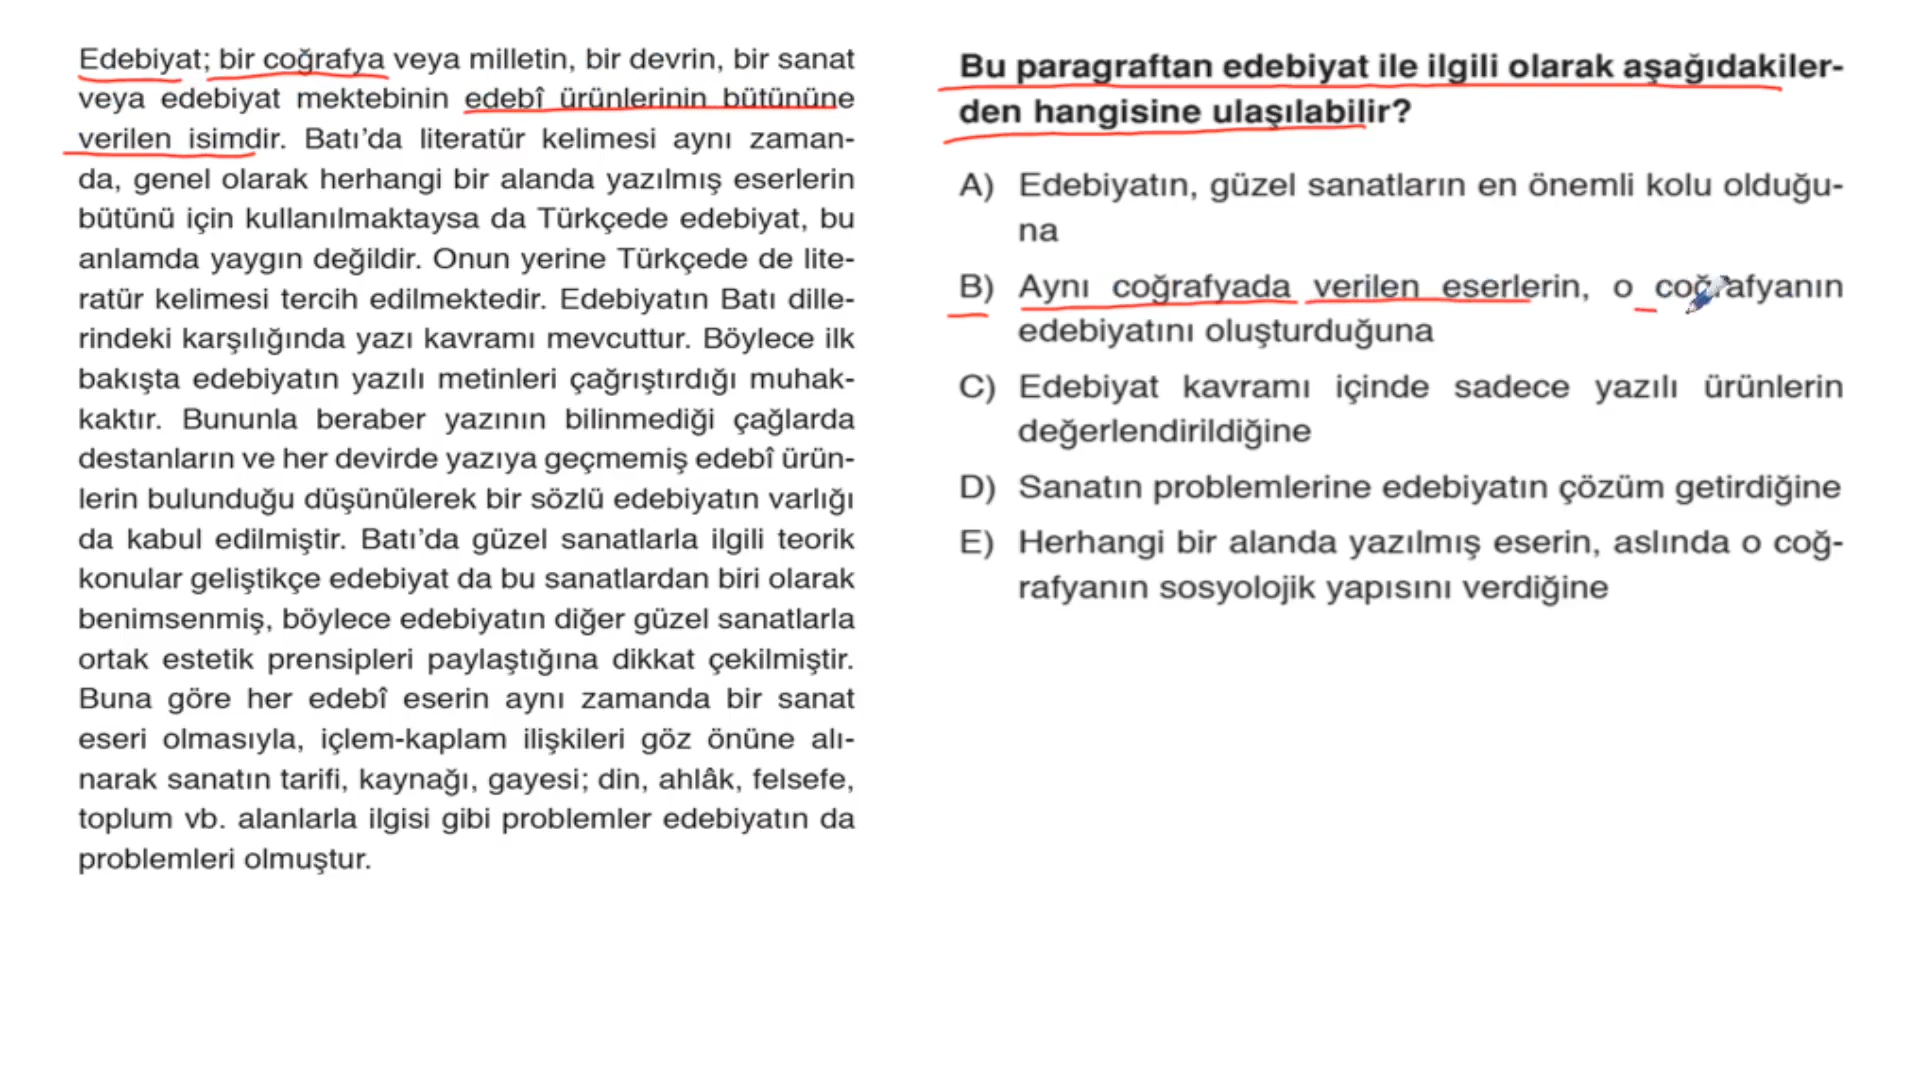 Edebiyat; bir coğrafya veya milletin, bir devrin, bir sanat
veya edebiyat mektebinin edebî ürünlerinin bütününe
verilen isimdir. Batı’da literatür kelimesi aynı zaman-
da, genel olarak herhangi bir alanda yazılmış eserlerin
bütünü için kullanılmaktaysa da Türkçede edebiyat, bu
anlamda yaygın değildir. Onun yerine Türkçede de lite-
ratür kelimesi tercih edilmektedir. Edebiyatın Batı dille-
rindeki karşılığında yazı kavramı mevcuttur. Böylece ilk
bakışta edebiyatın yazılı metinleri çağrıştırdığı muhak-
kaktır. Bununla beraber yazının bilinmediği çağlarda
destanların ve her devirde yazıya geçmemiş edebî ürün-
lerin bulunduğu düşünülerek bir sözlü edebiyatın varlığı
da kabul edilmiştir. Batı’da güzel sanatlarla ilgili teorik
konular geliştikçe edebiyat da bu sanatlardan biri olarak
benimsenmiş, böylece edebiyatın diğer güzel sanatlarla
ortak estetik prensipleri paylaştığına dikkat çekilmiştir.
Buna göre her edebî eserin aynı zamanda bir sanat
eseri olmasıyla, içlem-kaplam ilişkileri göz önüne alı-
narak sanatın tarifi, kaynağı, gayesi; din, ahlâk, felsefe,
toplum vb. alanlarla ilgisi gibi problemler edebiyatın da
problemleri olmuştur.
Bu paragraftan edebiyat ile ilgili olarak aşağıdakiler-
den hangisine ulaşılabilir?
A) Edebiyatın, güzel sanatların en önemli kolu olduğu-
na
B) Aynı coğrafyada verilen eserlerin, o coğrafyanın
edebiyatını oluşturduğuna
C) Edebiyat kavramı içinde sadece yazılı ürünlerin
değerlendirildiğine
D) Sanatın problemlerine edebiyatın çözüm getirdiğine
E) Herhangi bir alanda yazılmış eserin, aslında o coğ-
rafyanın sosyolojik yapısını verdiğine